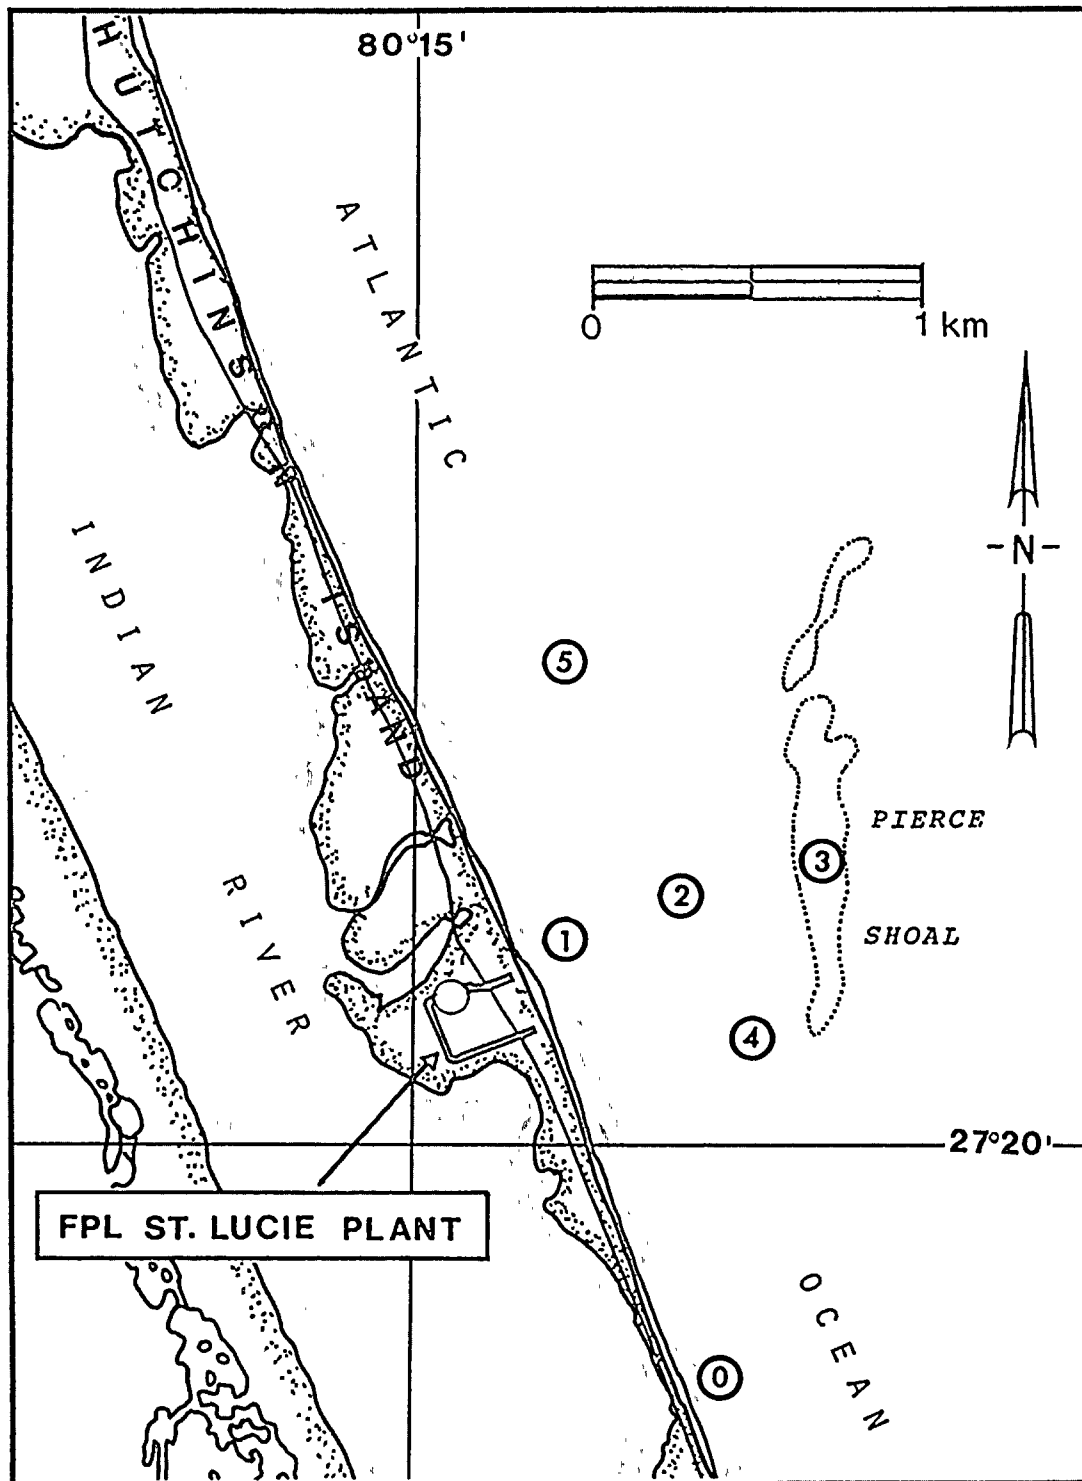 80°15'
HUTCHINS ISLAND
ATLANTIC
0 1 km
-N-
INDIAN
5
PIERCE
3
2
RIVER
1
SHOAL
4
27°20'
FPL ST. LUCIE PLANT
OCEAN
0